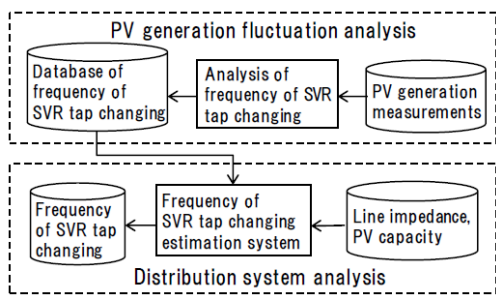 PV generation fluctuation analysis
Database of
frequency of
SVR tap changing
Analysis of
frequency of SVR
tap changing
PV generation
measurements
Frequency
of SVR tap
changing
Frequency of
SVR tap changing
estimation system
Line impedance,
PV capacity
Distribution system analysis